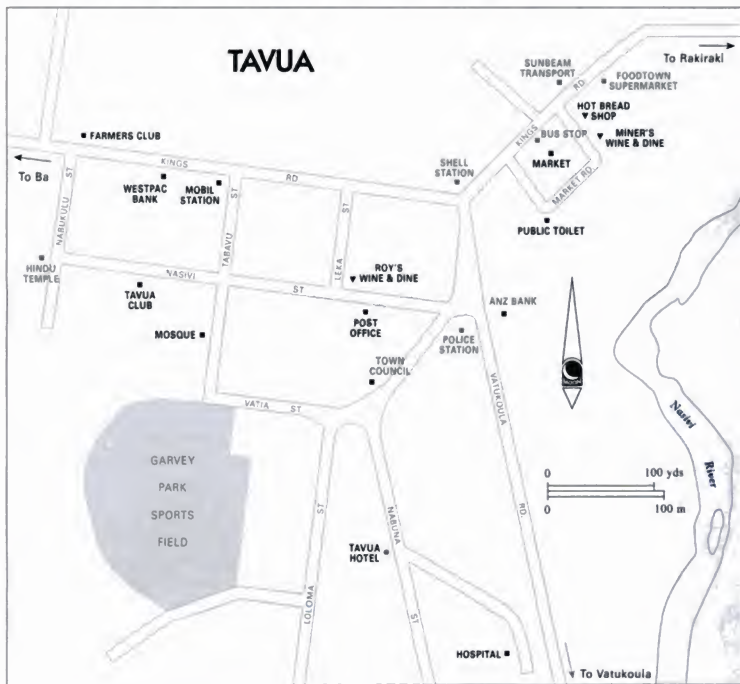 TAVUA
To Rakiraki
SUNBEAM
TRANSPORT
FOODTOWN
SUPERMARKET
HOT BREAD
SHOP
KINGS RD.
BUS STOP
MINER'S
WINE & DINE
MARKET
MARKET RD
PUBLIC TOILET
FARMERS CLUB
To Ba
KINGS RD
SHELL
STATION
WESTPAC
BANK
MOBIL
STATION
NABUKULU ST
TABAVU ST
LEKA ST
HINDU
TEMPLE
NASIVI ST
TAVUA
CLUB
ROY'S
WINE & DINE
MOSQUE
POST
OFFICE
ANZ BANK
POLICE
STATION
TOWN
COUNCIL
VATIA ST
VATUKOULA RD.
MOON
Nasivi River
0 100 yds
0 100 m
GARVEY
PARK
SPORTS
FIELD
LOLOMA ST
NABUNA ST
TAVUA
HOTEL
HOSPITAL
To Vatukoula